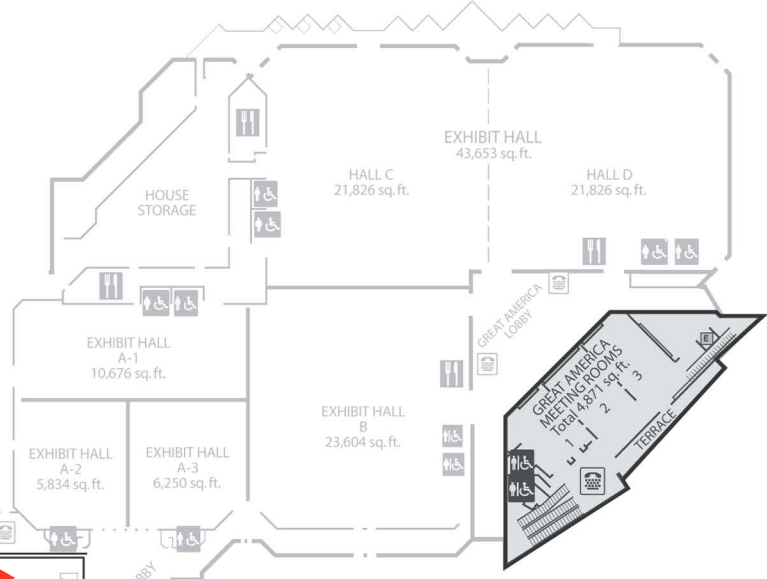 EXHIBIT HALL
43,653 sq. ft.
HALL C
21,826 sq. ft.
HALL D
21,826 sq. ft.
HOUSE
STORAGE
GREAT AMERICA
LOBBY
EXHIBIT HALL
A-1
10,676 sq. ft.
GREAT AMERICA
MEETING ROOMS
Total 4,871 sq. ft.
1
2
3
E
TERRACE
EXHIBIT HALL
B
23,604 sq. ft.
EXHIBIT HALL
A-2
5,834 sq. ft.
EXHIBIT HALL
A-3
6,250 sq. ft.